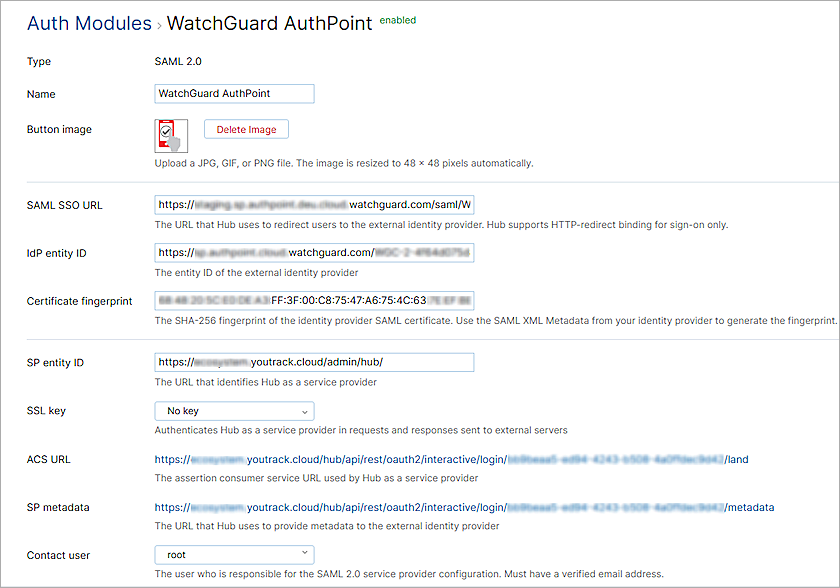 Auth Modules › WatchGuard AuthPoint enabled
Type SAML 2.0
Name WatchGuard AuthPoint
Button image Delete Image
Upload a JPG, GIF, or PNG file. The image is resized to 48 × 48 pixels automatically.
SAML SSO URL https:// watchguard.com/saml/W
The URL that Hub uses to redirect users to the external identity provider. Hub supports HTTP-redirect binding for sign-on only.
IdP entity ID https:// watchguard.com/
The entity ID of the external identity provider
Certificate fingerprint FF:3F:00:C8:75:47:A6:75:4C:63
The SHA-256 fingerprint of the identity provider SAML certificate. Use the SAML XML Metadata from your identity provider to generate the fingerprint.
SP entity ID https:// youtrack.cloud/admin/hub/
The URL that identifies Hub as a service provider
SSL key No key
Authenticates Hub as a service provider in requests and responses sent to external servers
ACS URL https:// youtrack.cloud/hub/api/rest/oauth2/interactive/login/ /land
The assertion consumer service URL used by Hub as a service provider
SP metadata https:// youtrack.cloud/hub/api/rest/oauth2/interactive/login/ /metadata
The URL that Hub uses to provide metadata to the external identity provider
Contact user root
The user who is responsible for the SAML 2.0 service provider configuration. Must have a verified email address.